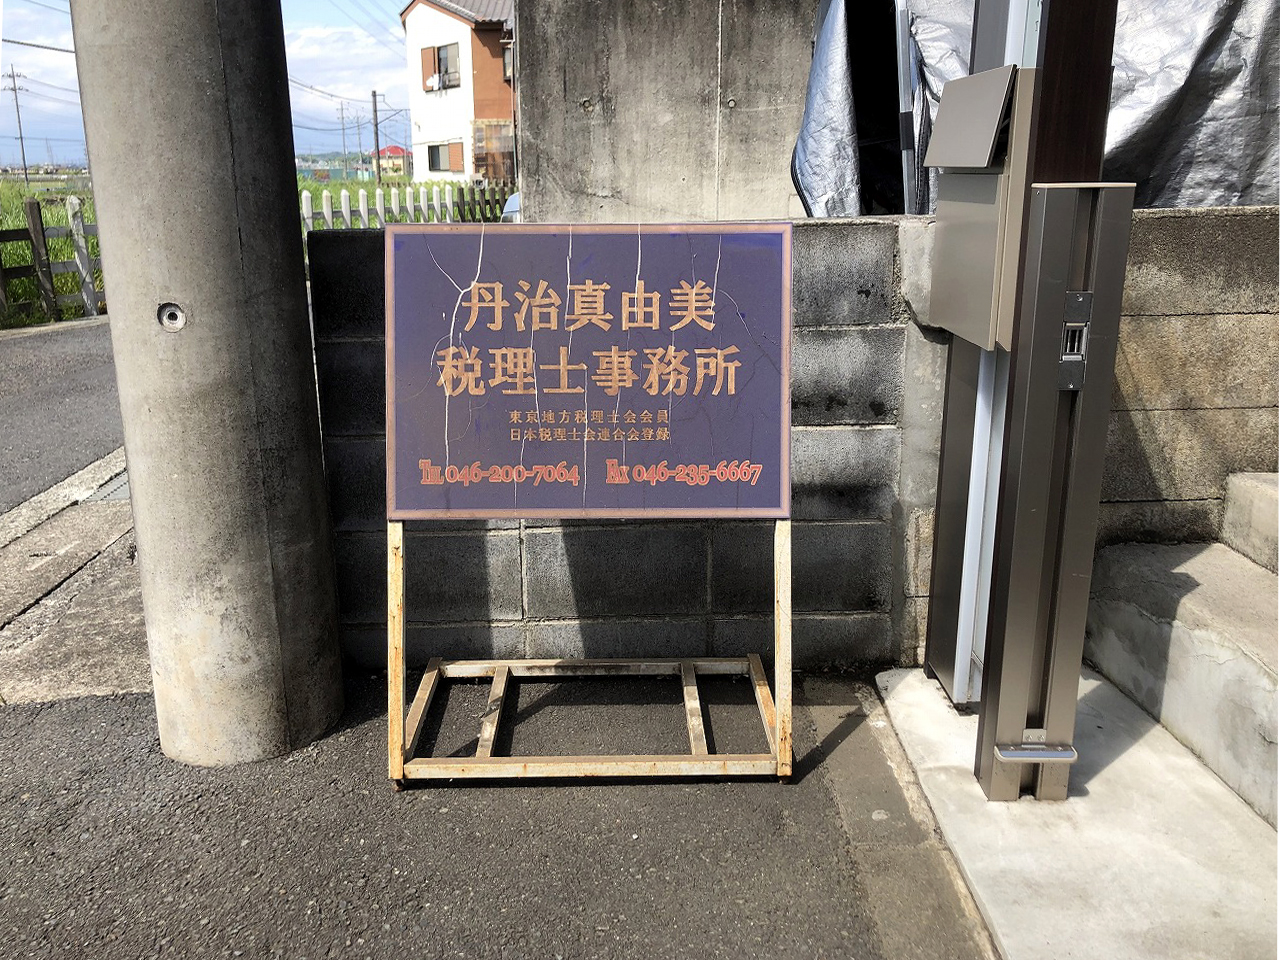 丹治真由美
税理士事務所
東京地方税理士会会員
日本税理士会連合会登録
TEL 046-200-7064 FAX 046-235-6667